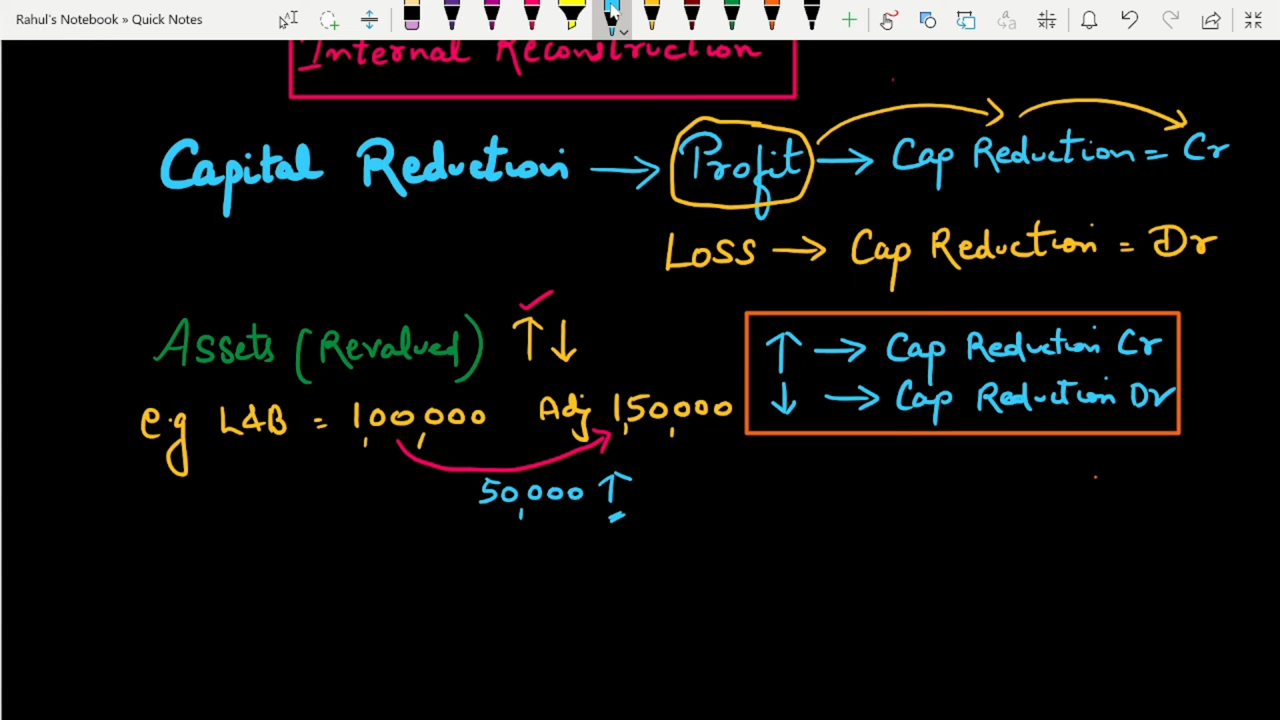 Rahul's Notebook » Quick Notes
Internal Reconstruction
Capital Reduction → Profit → Cap Reduction = Cr
Loss → Cap Reduction = Dr
Assets (Revalued) ↑↓
↑ → Cap Reduction Cr
↓ → Cap Reduction Dr
e.g L&B = 1,00,000 Adj 1,50,000
50,000 ↑